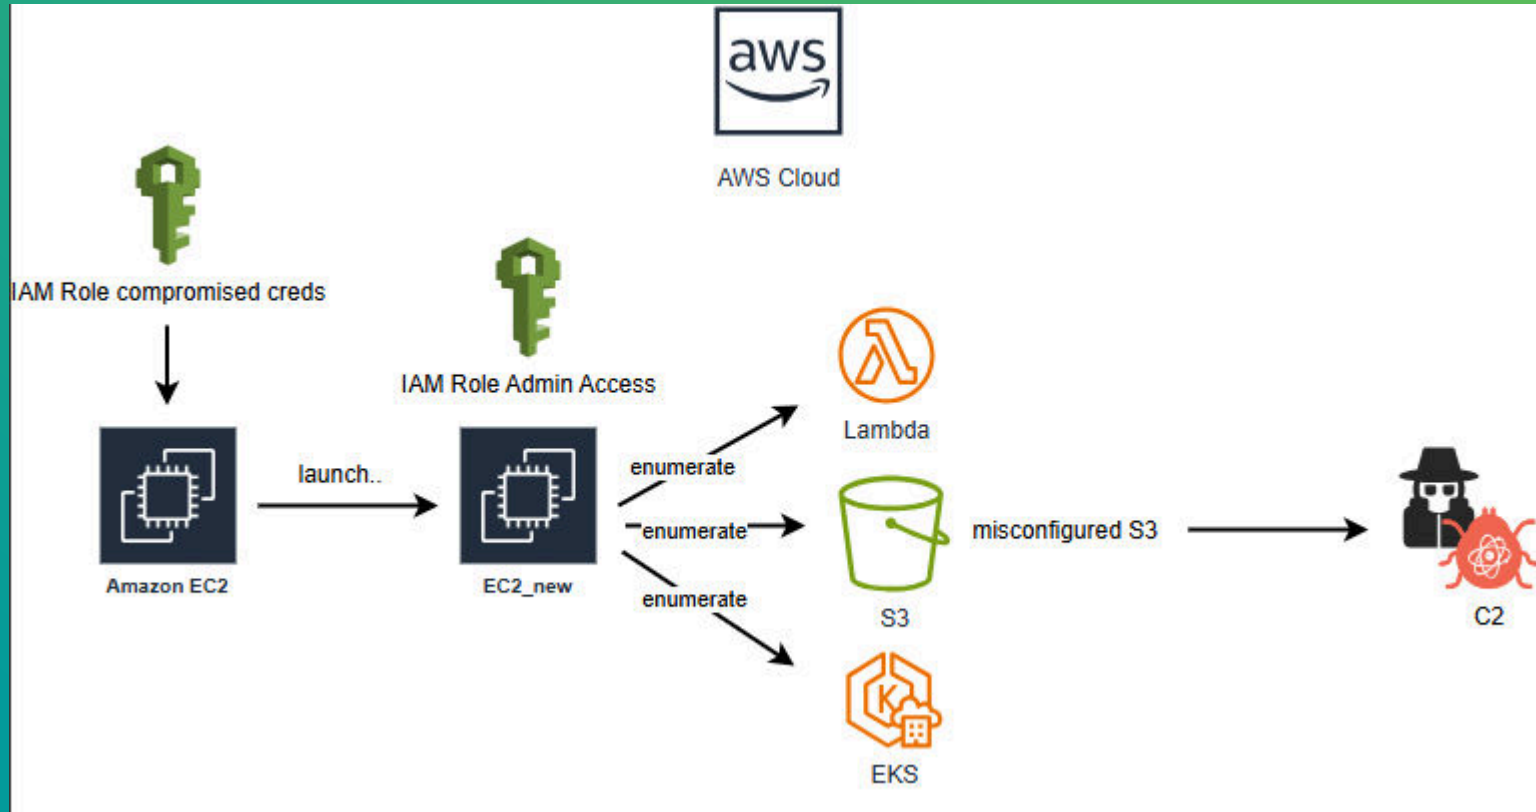 aws
AWS Cloud
IAM Role compromised creds
IAM Role Admin Access
Lambda
launch..
enumerate
enumerate
enumerate
misconfigured S3
Amazon EC2
EC2_new
S3
C2
K
EKS